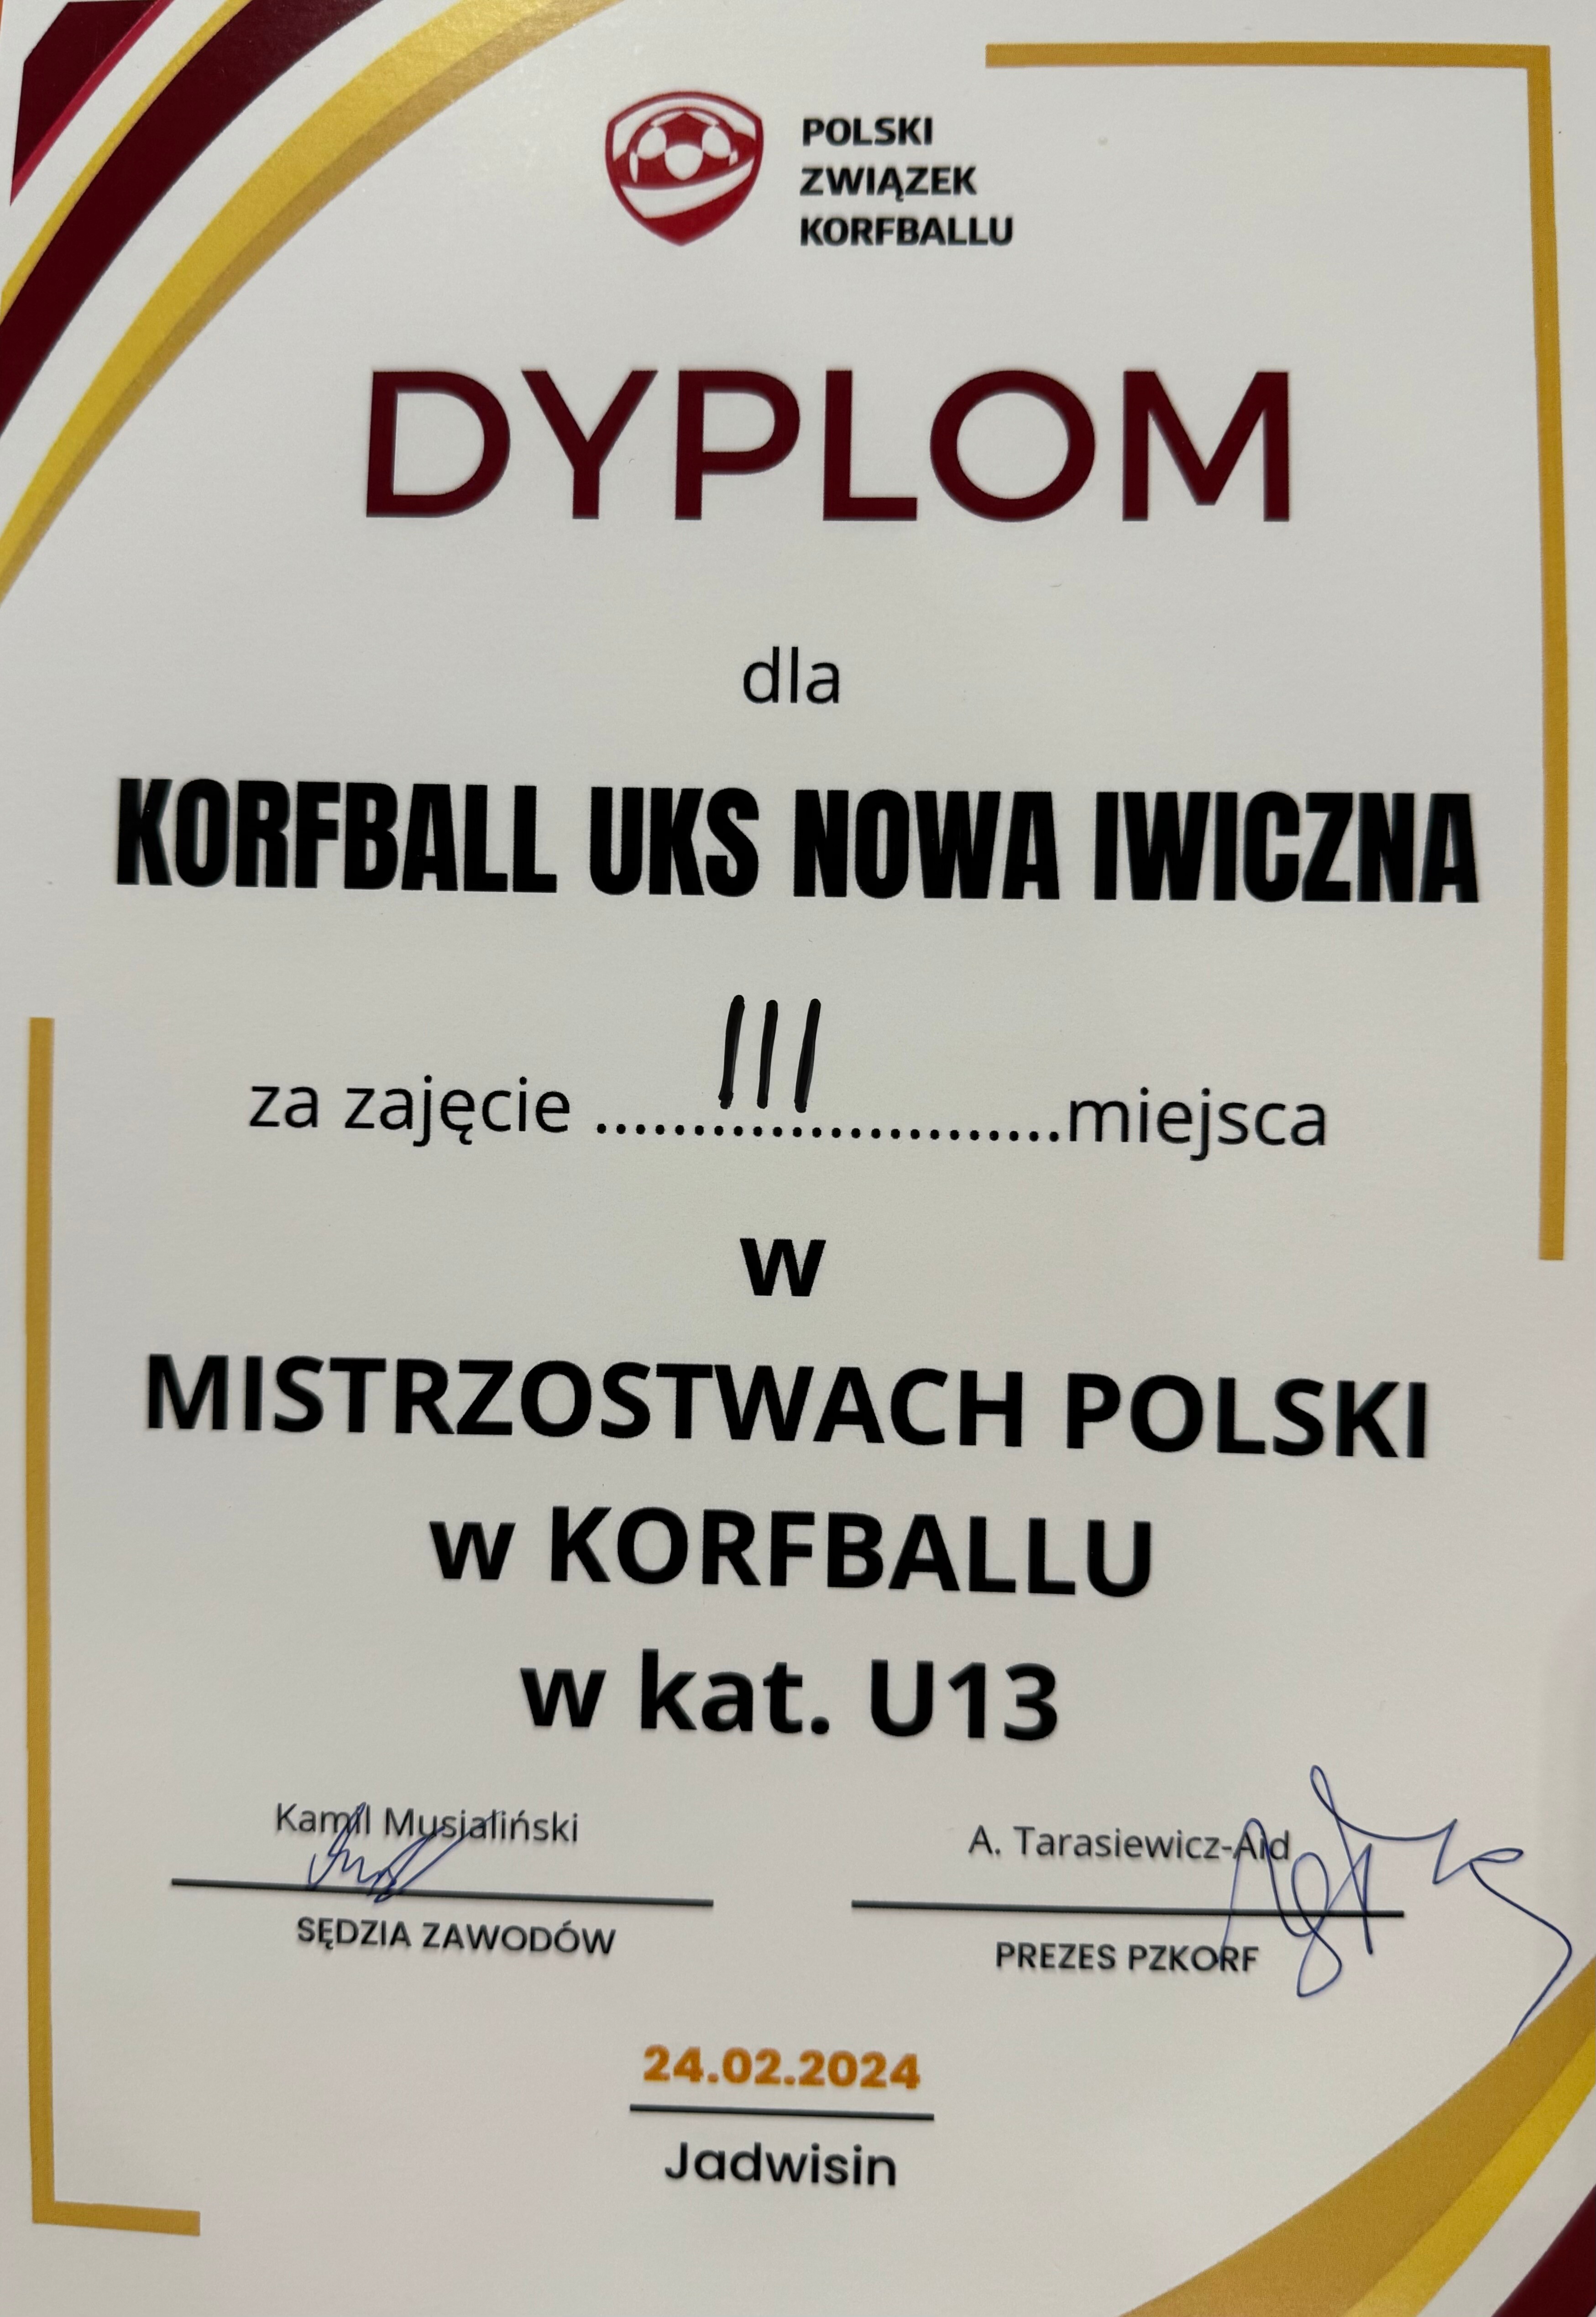 POLSKI
ZWIĄZEK
KORFBALLU
DYPLOM
dla
KORFBALL UKS NOWA IWICZNA
za zajęcie ........III................miejsca
w
MISTRZOSTWACH POLSKI
w KORFBALLU
w kat. U13
Kamil Musialiński
SĘDZIA ZAWODÓW
A. Tarasiewicz-Aid
PREZES PZKORF
24.02.2024
Jadwisin